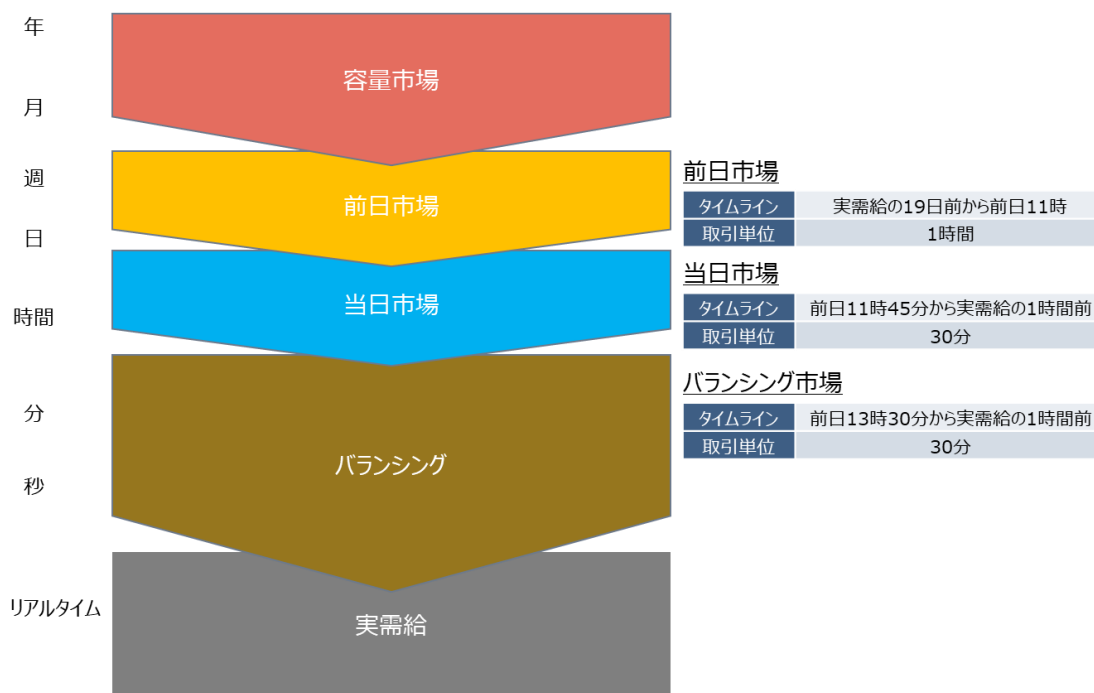 年
月
週
日
時間
分
秒
リアルタイム
容量市場
前日市場
当日市場
バランシング
実需給
前日市場
タイムライン 実需給の19日前から前日11時
取引単位 1時間
当日市場
タイムライン 前日11時45分から実需給の1時間前
取引単位 30分
バランシング市場
タイムライン 前日13時30分から実需給の1時間前
取引単位 30分